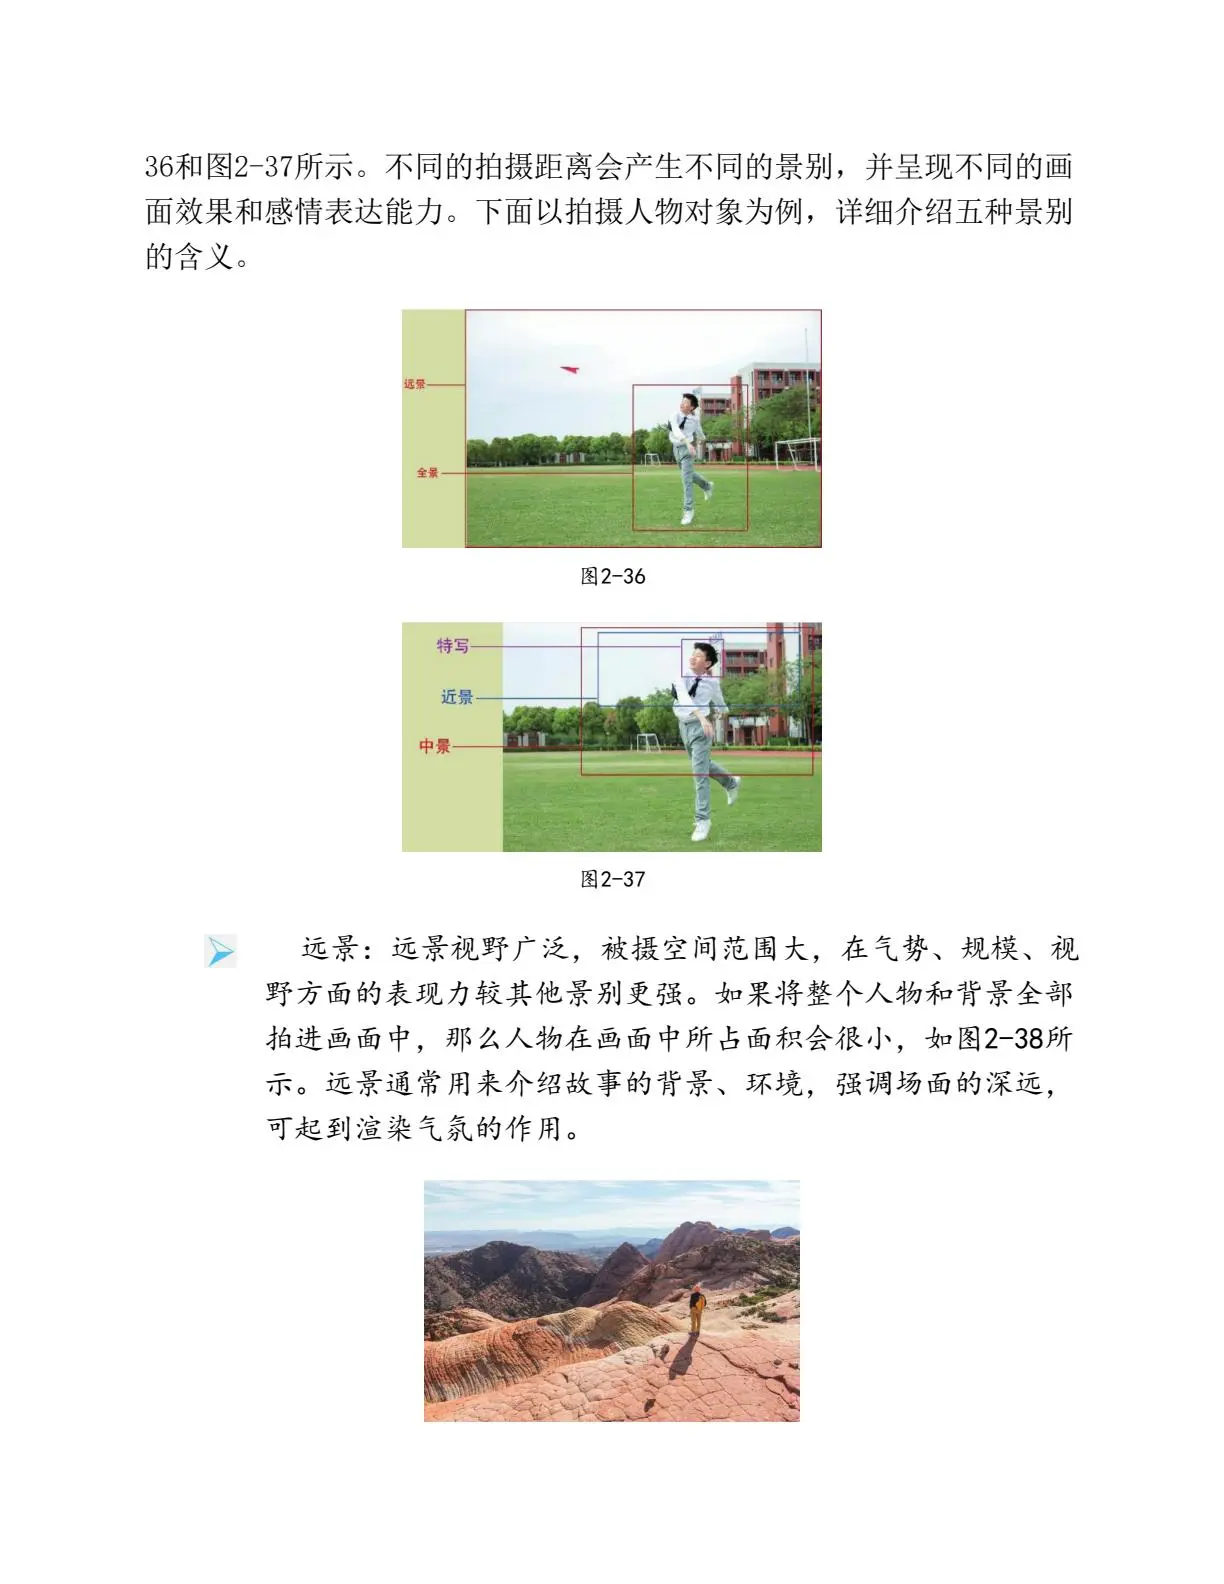 36和图2-37所示。不同的拍摄距离会产生不同的景别，并呈现不同的画
面效果和感情表达能力。下面以拍摄人物对象为例，详细介绍五种景别
的含义。
远景
全景
图2-36
特写
近景
中景
图2-37
远景：远景视野广泛，被摄空间范围大，在气势、规模、视
野方面的表现力较其他景别更强。如果将整个人物和背景全部
拍进画面中，那么人物在画面中所占面积会很小，如图2-38所
示。远景通常用来介绍故事的背景、环境，强调场面的深远，
可起到渲染气氛的作用。